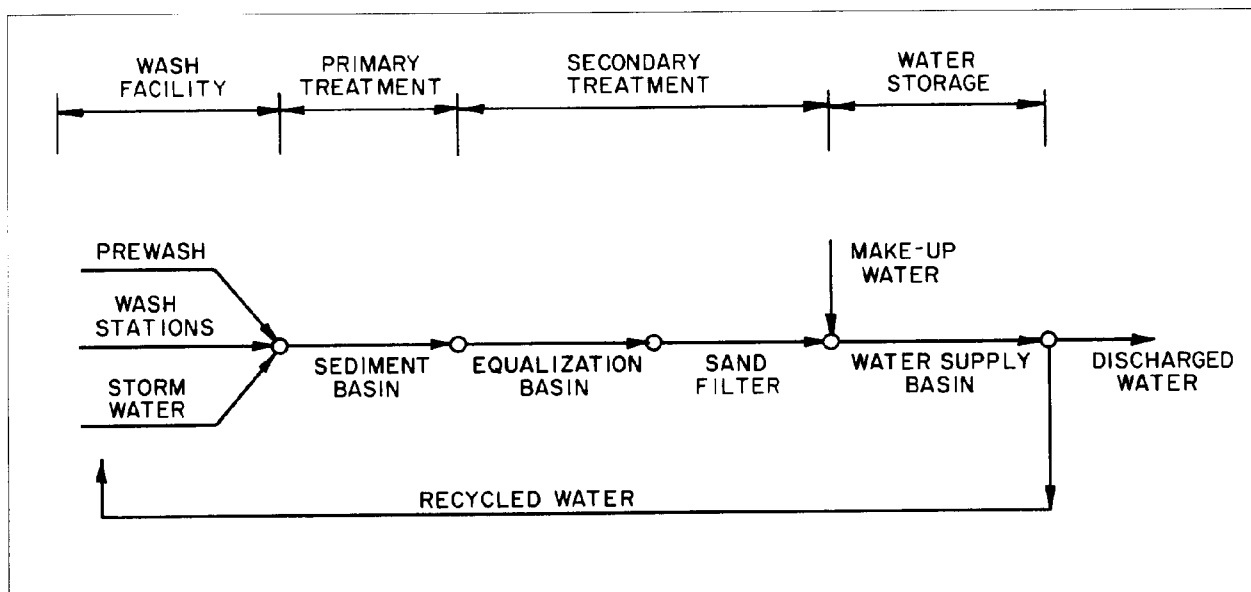 WASH
FACILITY
PRIMARY
TREATMENT
SECONDARY
TREATMENT
WATER
STORAGE
PREWASH
WASH
STATIONS
STORM
WATER
SEDIMENT
BASIN
EQUALIZATION
BASIN
SAND
FILTER
MAKE-UP
WATER
WATER SUPPLY
BASIN
DISCHARGED
WATER
RECYCLED WATER